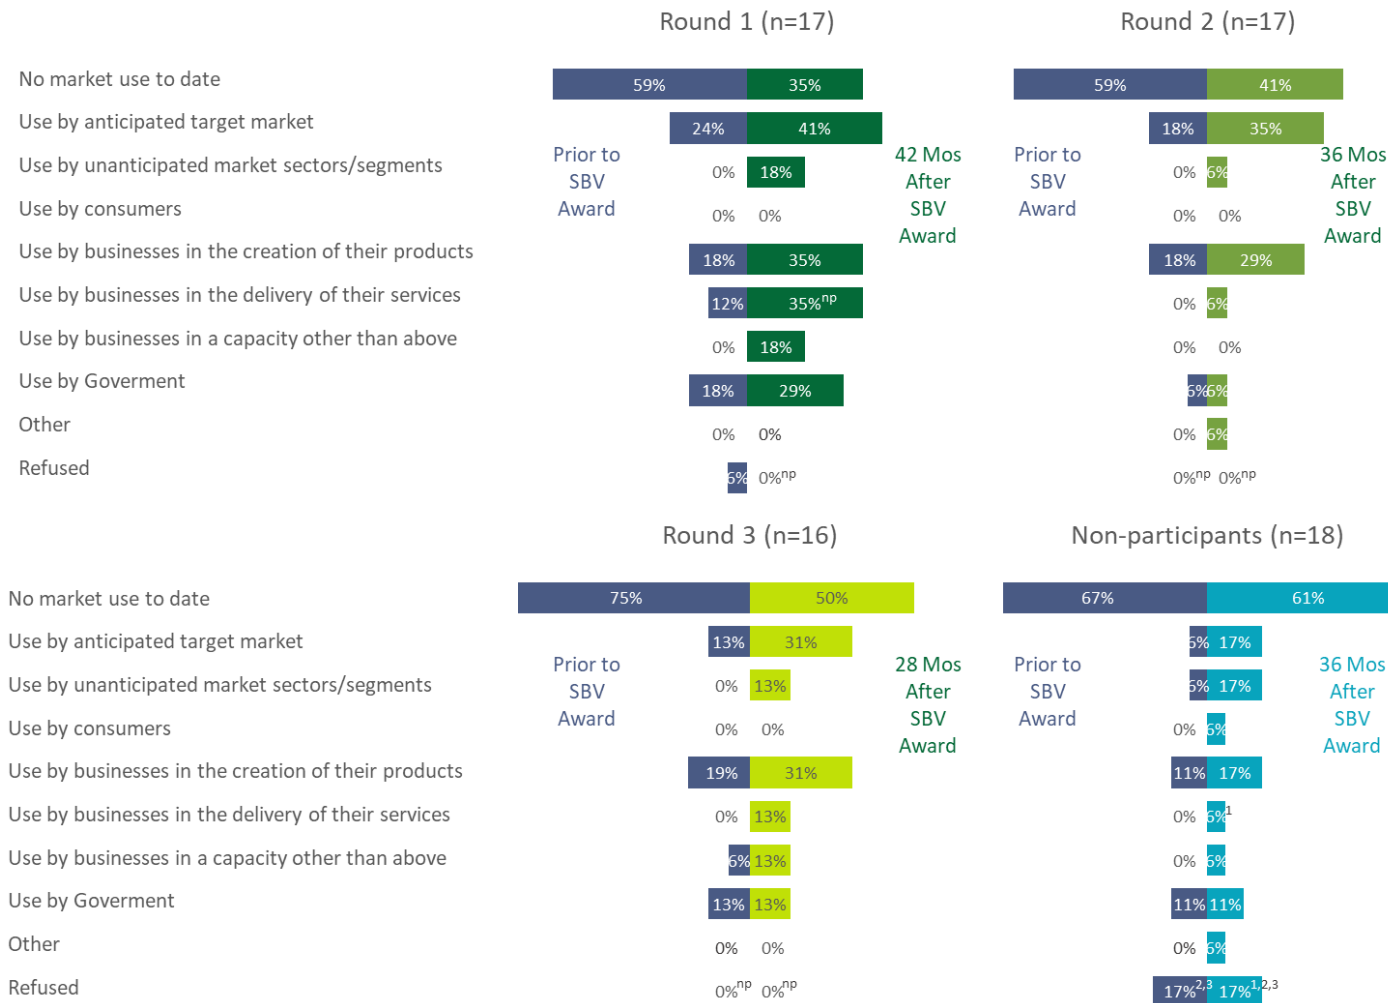 Round 1 (n=17)
Round 2 (n=17)
No market use to date
59% 35%
59% 41%
Use by anticipated target market
24% 41%
18% 35%
Prior to
SBV
Award
42 Mos
After
SBV
Award
Prior to
SBV
Award
36 Mos
After
SBV
Award
Use by unanticipated market sectors/segments
0% 18%
0% 6%
Use by consumers
0% 0%
0% 0%
Use by businesses in the creation of their products
18% 35%
18% 29%
Use by businesses in the delivery of their services
12% 35%np
0% 6%
Use by businesses in a capacity other than above
0% 18%
0% 0%
Use by Goverment
18% 29%
6% 6%
Other
0% 0%
0% 6%
Refused
6% 0%np
0%np 0%np
Round 3 (n=16)
Non-participants (n=18)
No market use to date
75% 50%
67% 61%
Use by anticipated target market
13% 31%
6% 17%
Prior to
SBV
Award
28 Mos
After
SBV
Award
Prior to
SBV
Award
36 Mos
After
SBV
Award
Use by unanticipated market sectors/segments
0% 13%
6% 17%
Use by consumers
0% 0%
0% 6%
Use by businesses in the creation of their products
19% 31%
11% 17%
Use by businesses in the delivery of their services
0% 13%
0% 6%1
Use by businesses in a capacity other than above
6% 13%
0% 6%
Use by Goverment
13% 13%
11% 11%
Other
0% 0%
0% 6%
Refused
0%np 0%np
17%2,3 17%1,2,3